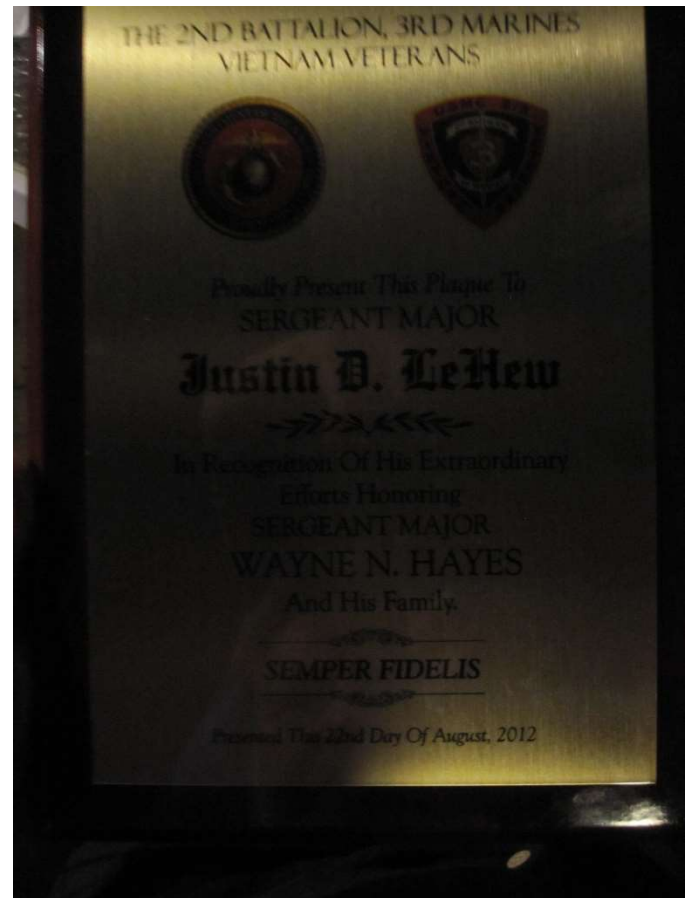 THE 2ND BATTALION, 3RD MARINES
VIETNAM VETERANS
Proudly Present This Plaque To
SERGEANT MAJOR
Justin D. LeHew
In Recognition Of His Extraordinary
Efforts Honoring
SERGEANT MAJOR
WAYNE N. HAYES
And His Family.
SEMPER FIDELIS
Presented This 22nd Day Of August, 2012